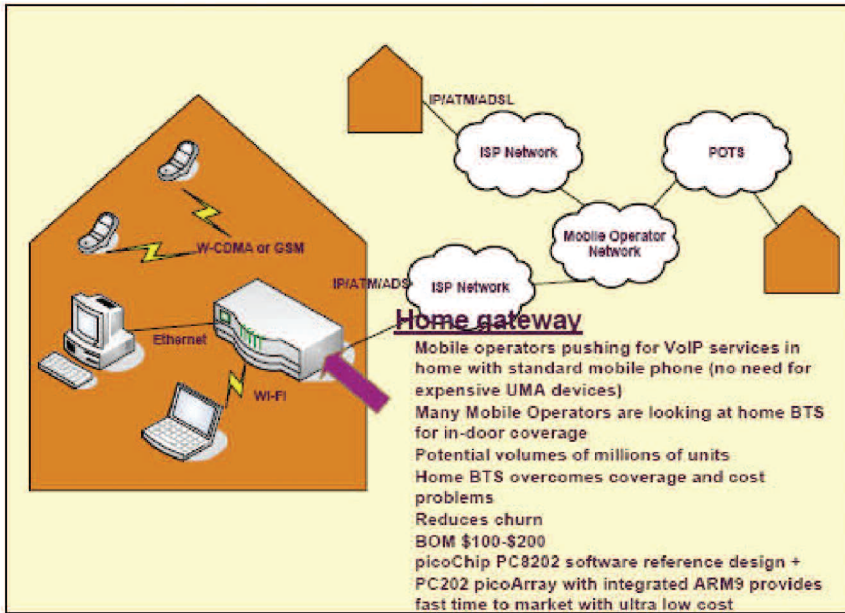 IP/ATM/ADSL
ISP Network
POTS
W-CDMA or GSM
Mobile Operator
Network
IP/ATM/ADS
ISP Network
Ethernet
WI-FI
Home gateway
Mobile operators pushing for VoIP services in
home with standard mobile phone (no need for
expensive UMA devices)
Many Mobile Operators are looking at home BTS
for in-door coverage
Potential volumes of millions of units
Home BTS overcomes coverage and cost
problems
Reduces churn
BOM $100-$200
picoChip PC8202 software reference design +
PC202 picoArray with integrated ARM9 provides
fast time to market with ultra low cost